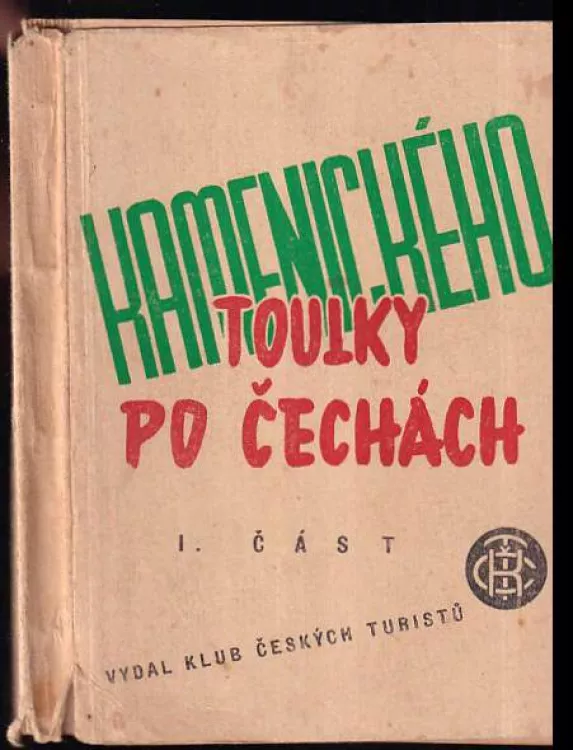 KAMENICKÉHO
TOULKY
PO ČECHÁCH
I. ČÁST
VYDAL KLUB ČESKÝCH TURISTŮ